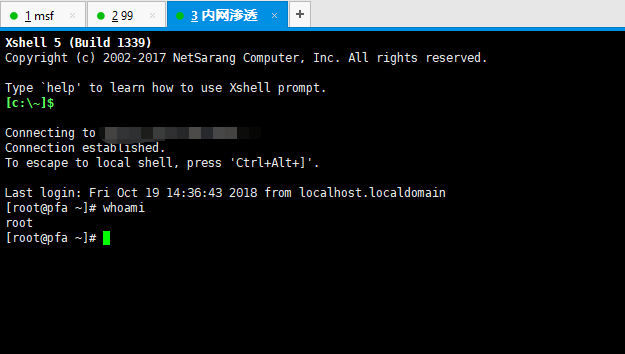 1 msf × 2 99 × 3 内网渗透 × +
Xshell 5 (Build 1339)
Copyright (c) 2002-2017 NetSarang Computer, Inc. All rights reserved.
Type `help' to learn how to use Xshell prompt.
[c:\~]$
Connecting to
Connection established.
To escape to local shell, press 'Ctrl+Alt+]'.
Last login: Fri Oct 19 14:36:43 2018 from localhost.localdomain
[root@pfa ~]# whoami
root
[root@pfa ~]#